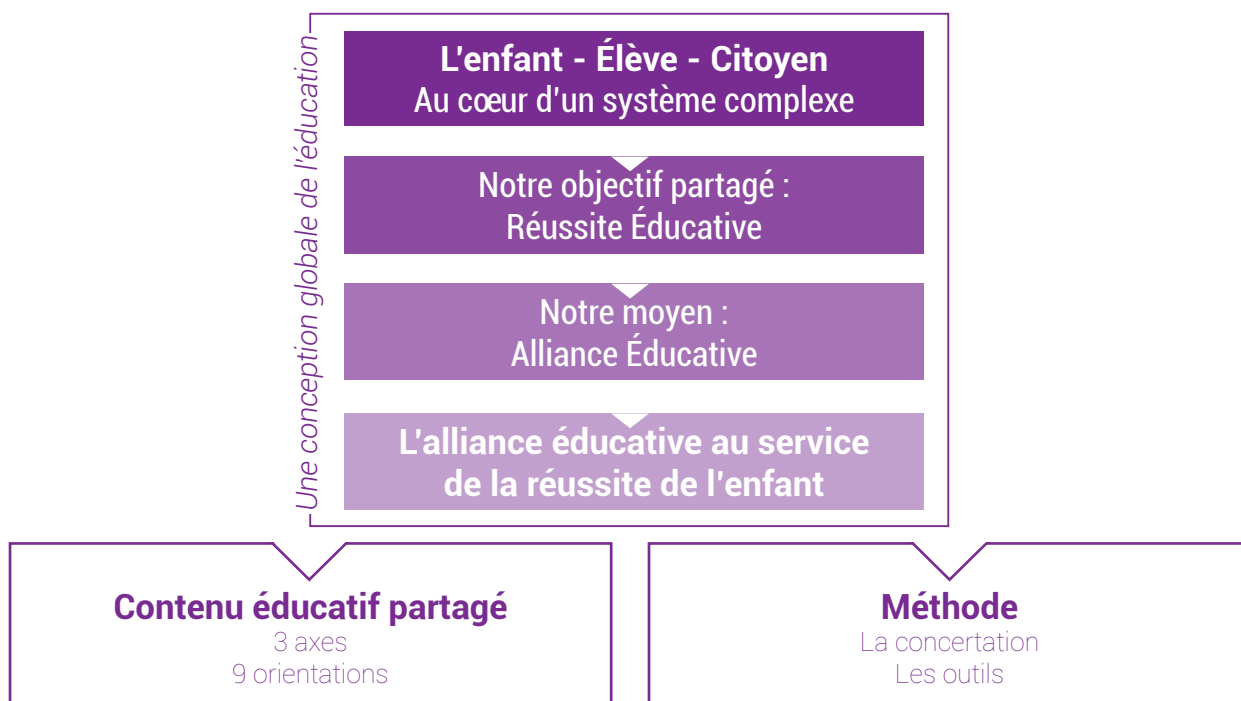 Une conception globale de l'éducation
L'enfant - Élève - Citoyen
Au cœur d'un système complexe
Notre objectif partagé :
Réussite Éducative
Notre moyen :
Alliance Éducative
L'alliance éducative au service
de la réussite de l'enfant
Contenu éducatif partagé
3 axes
9 orientations
Méthode
La concertation
Les outils